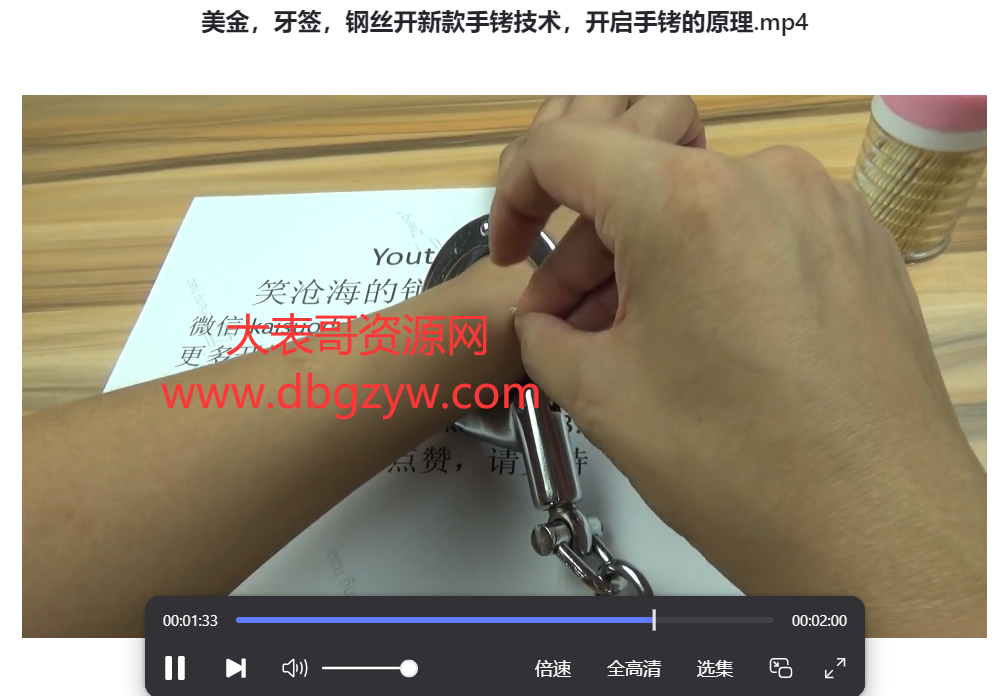 美金，牙签，钢丝开新款手铐技术，开启手铐的原理.mp4
Yout
笑沧海的
微信 kaisuo
大表哥资源网
更多
www.dbgzyw.com
点赞，请
00:01:33
00:02:00
倍速 全高清 选集